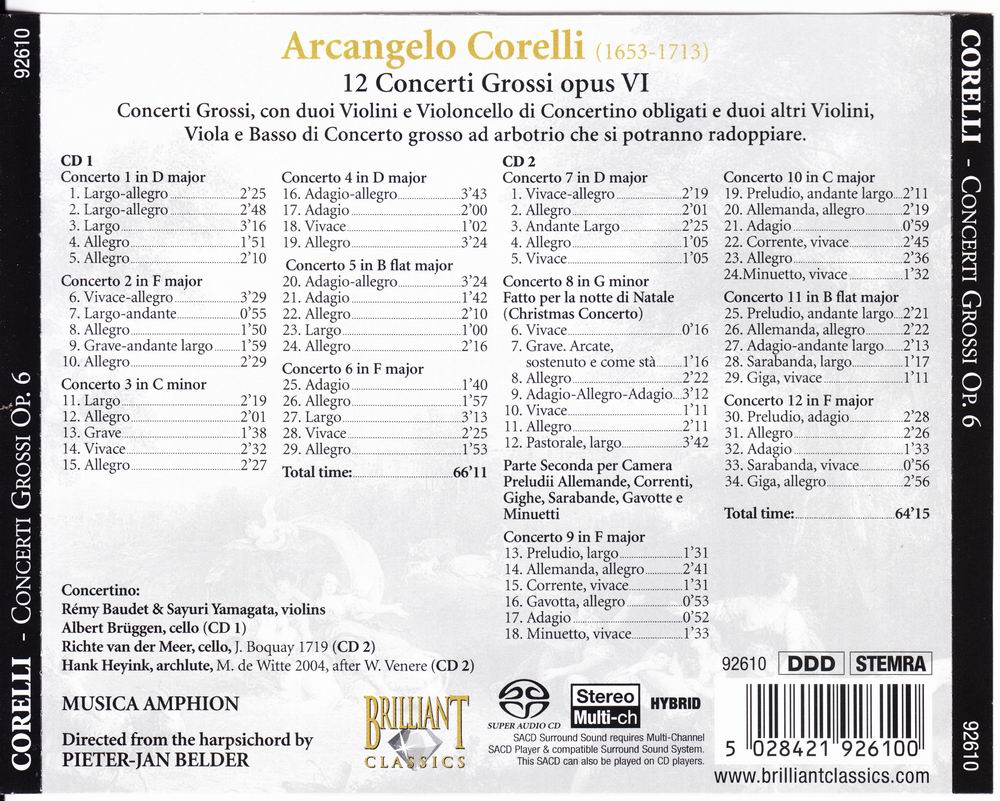 92610
CORELLI - CONCERTI GROSSI OP. 6
Arcangelo Corelli (1653-1713)
12 Concerti Grossi opus VI
Concerti Grossi, con duoi Violini e Violoncello di Concertino obligati e duoi altri Violini,
Viola e Basso di Concerto grosso ad arbotrio che si potranno radoppiare.
CD 1
Concerto 1 in D major
1. Largo-allegro 2'25
2. Largo-allegro 2'48
3. Largo 3'16
4. Allegro 1'51
5. Allegro 2'10
Concerto 2 in F major
6. Vivace-allegro 3'29
7. Largo-andante 0'55
8. Allegro 1'50
9. Grave-andante largo 1'59
10. Allegro 2'29
Concerto 3 in C minor
11. Largo 2'19
12. Allegro 2'01
13. Grave 1'38
14. Vivace 2'32
15. Allegro 2'27
Concerto 4 in D major
16. Adagio-allegro 3'43
17. Adagio 2'00
18. Vivace 1'02
19. Allegro 3'24
Concerto 5 in B flat major
20. Adagio-allegro 3'24
21. Adagio 1'42
22. Allegro 2'10
23. Largo 1'00
24. Allegro 2'16
Concerto 6 in F major
25. Adagio 1'40
26. Allegro 1'57
27. Largo 3'13
28. Vivace 2'25
29. Allegro 1'53
Total time: 66'11
CD 2
Concerto 7 in D major
1. Vivace-allegro 2'19
2. Allegro 2'01
3. Andante Largo 2'25
4. Allegro 1'05
5. Vivace 1'05
Concerto 8 in G minor
Fatto per la notte di Natale
(Christmas Concerto)
6. Vivace 0'16
7. Grave. Arcate,
sostenuto e come stà 1'16
8. Allegro 2'22
9. Adagio-Allegro-Adagio 3'12
10. Vivace 1'11
11. Allegro 2'11
12. Pastorale, largo 3'42
Parte Seconda per Camera
Preludii Allemande, Correnti,
Gighe, Sarabande, Gavotte e
Minuetti
Concerto 9 in F major
13. Preludio, largo 1'31
14. Allemanda, allegro 2'41
15. Corrente, vivace 1'31
16. Gavotta, allegro 0'53
17. Adagio 0'52
18. Minuetto, vivace 1'33
Concerto 10 in C major
19. Preludio, andante largo 2'11
20. Allemanda, allegro 2'19
21. Adagio 0'59
22. Corrente, vivace 2'45
23. Allegro 2'36
24.Minuetto, vivace 1'32
Concerto 11 in B flat major
25. Preludio, andante largo 2'21
26. Allemanda, allegro 2'22
27. Adagio-andante largo 2'13
28. Sarabanda, largo 1'17
29. Giga, vivace 1'11
Concerto 12 in F major
30. Preludio, adagio 2'28
31. Allegro 2'26
32. Adagio 1'33
33. Sarabanda, vivace 0'56
34. Giga, allegro 2'56
Total time: 64'15
Concertino:
Rémy Baudet & Sayuri Yamagata, violins
Albert Brüggen, cello (CD 1)
Richte van der Meer, cello, J. Boquay 1719 (CD 2)
Hank Heyink, archlute, M. de Witte 2004, after W. Venere (CD 2)
MUSICA AMPHION
Directed from the harpsichord by
PIETER-JAN BELDER
BRILLIANT
CLASSICS
SUPER AUDIO CD
Stereo
Multi-ch
HYBRID
SACD Surround Sound requires Multi-Channel
SACD Player & compatible Surround Sound System.
This SACD can also be played on CD players.
92610 DDD STEMRA
5 028421 926100
www.brilliantclassics.com
CORELLI - CONCERTI GROSSI OP. 6
92610